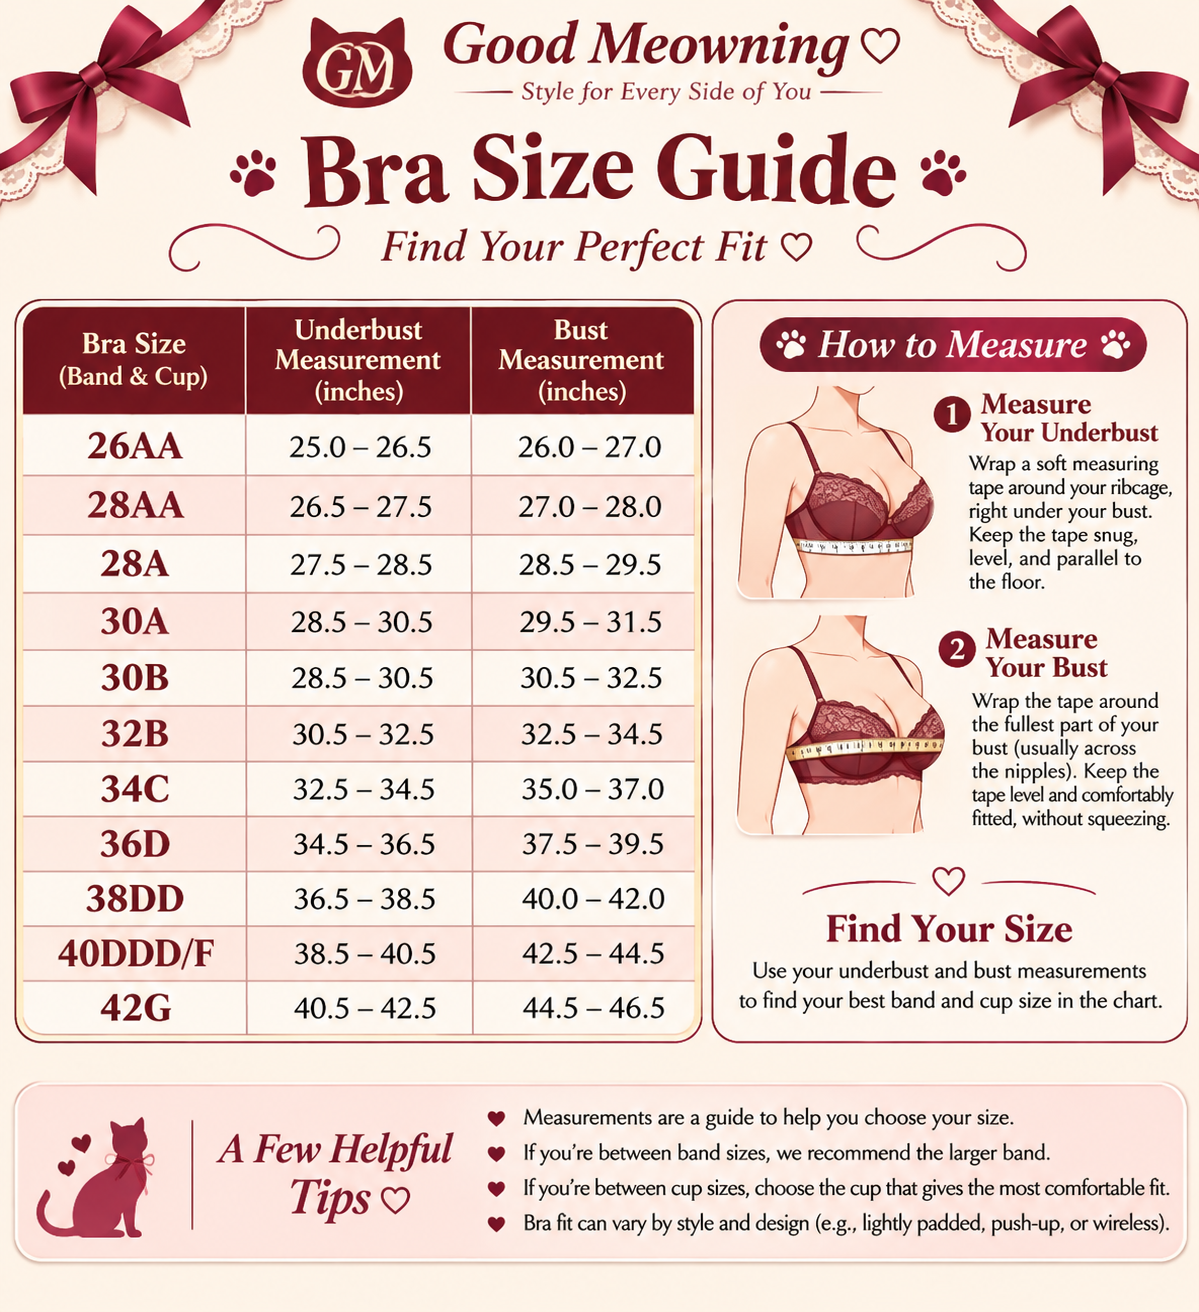 GM
Good Meowning
Style for Every Side of You
Bra Size Guide
Find Your Perfect Fit
Bra Size (Band & Cup) Underbust Measurement (inches) Bust Measurement (inches)
26AA 25.0 – 26.5 26.0 – 27.0
28AA 26.5 – 27.5 27.0 – 28.0
28A 27.5 – 28.5 28.5 – 29.5
30A 28.5 – 30.5 29.5 – 31.5
30B 28.5 – 30.5 30.5 – 32.5
32B 30.5 – 32.5 32.5 – 34.5
34C 32.5 – 34.5 35.0 – 37.0
36D 34.5 – 36.5 37.5 – 39.5
38DD 36.5 – 38.5 40.0 – 42.0
40DDD/F 38.5 – 40.5 42.5 – 44.5
42G 40.5 – 42.5 44.5 – 46.5
How to Measure
1 Measure
Your Underbust
Wrap a soft measuring
tape around your ribcage,
right under your bust.
Keep the tape snug,
level, and parallel to
the floor.
2 Measure
Your Bust
Wrap the tape around
the fullest part of your
bust (usually across
the nipples). Keep the
tape level and comfortably
fitted, without squeezing.
Find Your Size
Use your underbust and bust measurements
to find your best band and cup size in the chart.
A Few Helpful
Tips
Measurements are a guide to help you choose your size.
If you're between band sizes, we recommend the larger band.
If you're between cup sizes, choose the cup that gives the most comfortable fit.
Bra fit can vary by style and design (e.g., lightly padded, push-up, or wireless).